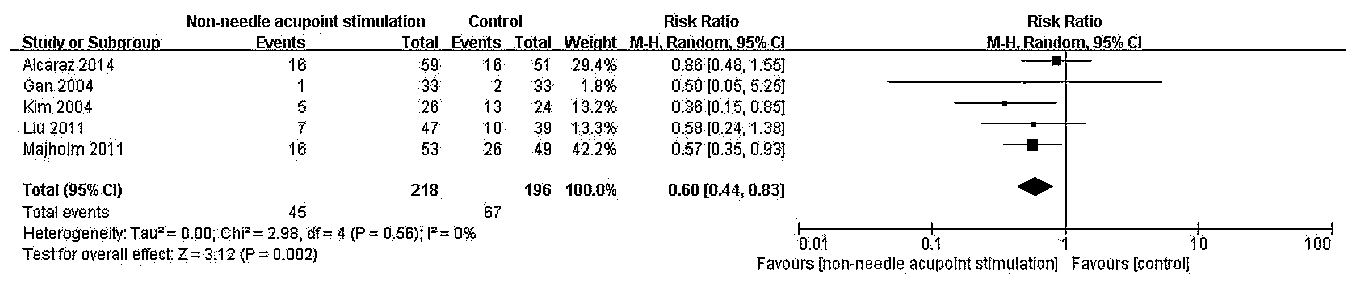 Non-needle acupoint stimulation Control Risk Ratio Risk Ratio
Study or Subgroup Events Total Events Total Weight M-H, Random, 95% CI M-H, Random, 95% CI
Alcaraz 2014 16 59 16 51 29.4% 0.86 [0.48, 1.55]
Gan 2004 1 33 2 33 1.8% 0.50 [0.05, 5.25]
Kim 2004 5 26 13 24 13.2% 0.36 [0.15, 0.85]
Liu 2011 7 47 10 39 13.3% 0.58 [0.24, 1.38]
Majholm 2011 16 53 26 49 42.2% 0.57 [0.35, 0.93]
Total (95% CI) 218 196 100.0% 0.60 [0.44, 0.83]
Total events 45 67
Heterogeneity: Tau² = 0.00; Chi² = 2.98, df = 4 (P = 0.56); I² = 0%
Test for overall effect: Z = 3.12 (P = 0.002)
0.01 0.1 1 10 100
Favours [non-needle acupoint stimulation] Favours [control]